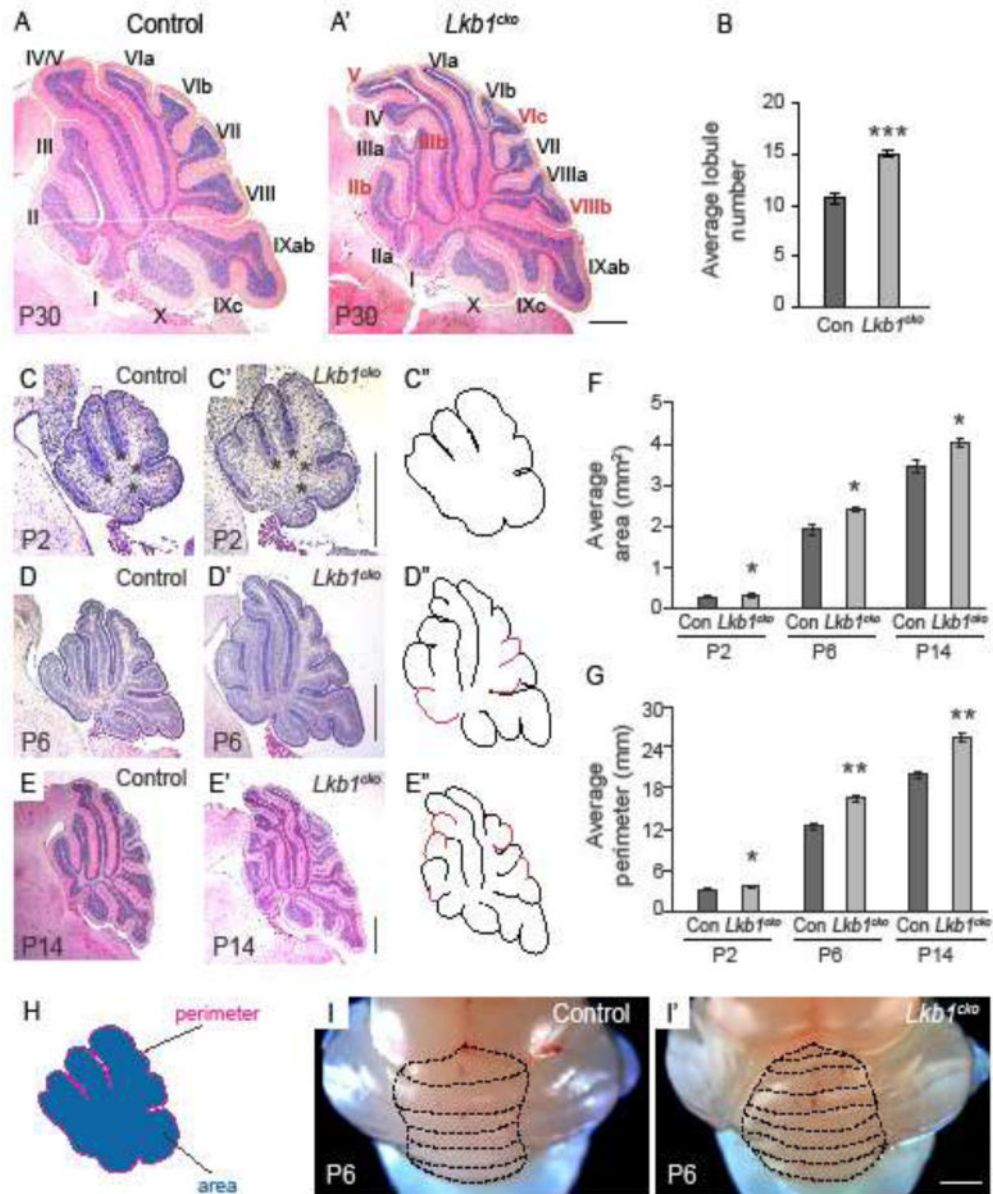 A Control
A' Lkb1cko
B
IV/V VIa VIb VII VIII IXab IXc X I II III
P30
V VIa VIb VIc VII VIIIa VIIIb IXab IXc X I IIa IIb IIIa IIIb IV
P30
Average lobule number
20
15
10
5
0
***
Con Lkb1cko
C Control
* * * *
P2
C' Lkb1cko
* * * *
P2
C"
D Control
P6
D' Lkb1cko
P6
D"
E Control
P14
E' Lkb1cko
P14
E"
F
Average area (mm²)
5
4
3
2
1
0
* * *
Con Lkb1cko Con Lkb1cko Con Lkb1cko
P2 P6 P14
G
Average perimeter (mm)
30
24
18
12
6
0
* ** **
Con Lkb1cko Con Lkb1cko Con Lkb1cko
P2 P6 P14
H
perimeter
area
I Control
P6
I' Lkb1cko
P6